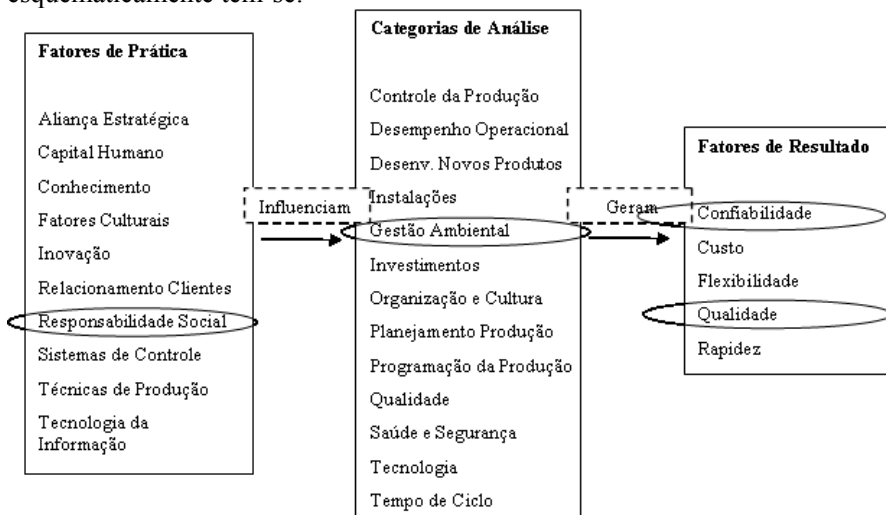 esquematicamente tem-se:
Fatores de Prática
Aliança Estratégica
Capital Humano
Conhecimento
Fatores Culturais
Inovação
Relacionamento Clientes
Responsabilidade Social
Sistemas de Controle
Técnicas de Produção
Tecnologia da
Informação
Influenciam
Categorias de Análise
Controle da Produção
Desempenho Operacional
Desenv. Novos Produtos
Instalações
Gestão Ambiental
Investimentos
Organização e Cultura
Planejamento Produção
Programação da Produção
Qualidade
Saúde e Segurança
Tecnologia
Tempo de Ciclo
Geram
Fatores de Resultado
Confiabilidade
Custo
Flexibilidade
Qualidade
Rapidez